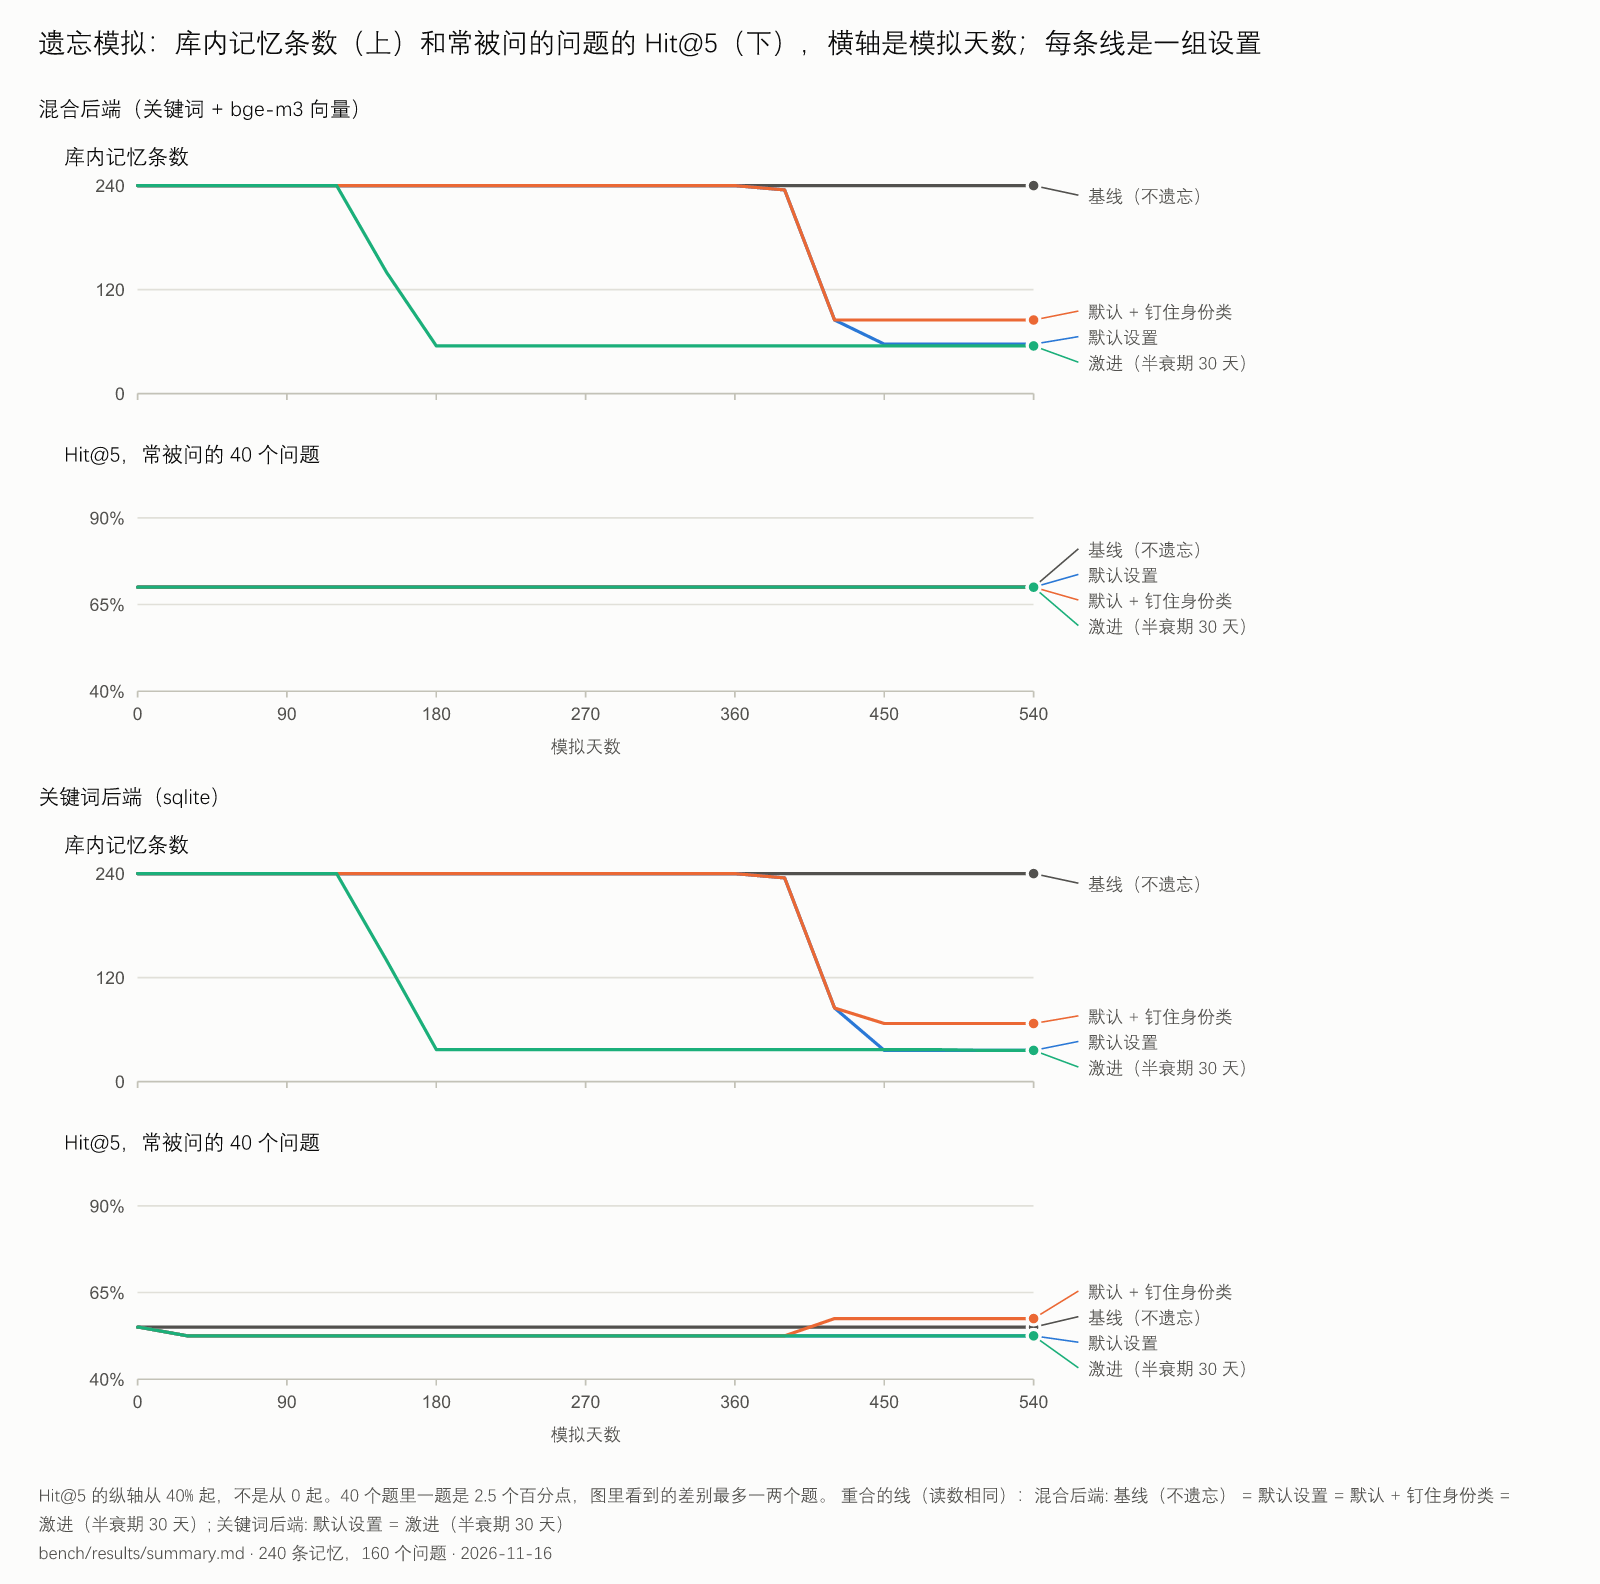 遗忘模拟：库内记忆条数（上）和常被问的问题的 Hit@5（下），横轴是模拟天数；每条线是一组设置
混合后端（关键词 + bge-m3 向量）
库内记忆条数
240
120
0
基线（不遗忘）
默认 + 钉住身份类
默认设置
激进（半衰期 30 天）
Hit@5，常被问的 40 个问题
90%
65%
40%
基线（不遗忘）
默认设置
默认 + 钉住身份类
激进（半衰期 30 天）
0 90 180 270 360 450 540
模拟天数
关键词后端（sqlite）
库内记忆条数
240
120
0
基线（不遗忘）
默认 + 钉住身份类
默认设置
激进（半衰期 30 天）
Hit@5，常被问的 40 个问题
90%
65%
40%
默认 + 钉住身份类
基线（不遗忘）
默认设置
激进（半衰期 30 天）
0 90 180 270 360 450 540
模拟天数
Hit@5 的纵轴从 40% 起，不是从 0 起。40 个题里一题是 2.5 个百分点，图里看到的差别最多一两个题。 重合的线（读数相同）： 混合后端: 基线（不遗忘） = 默认设置 = 默认 + 钉住身份类 =
激进（半衰期 30 天）; 关键词后端: 默认设置 = 激进（半衰期 30 天）
bench/results/summary.md · 240 条记忆，160 个问题 · 2026-11-16